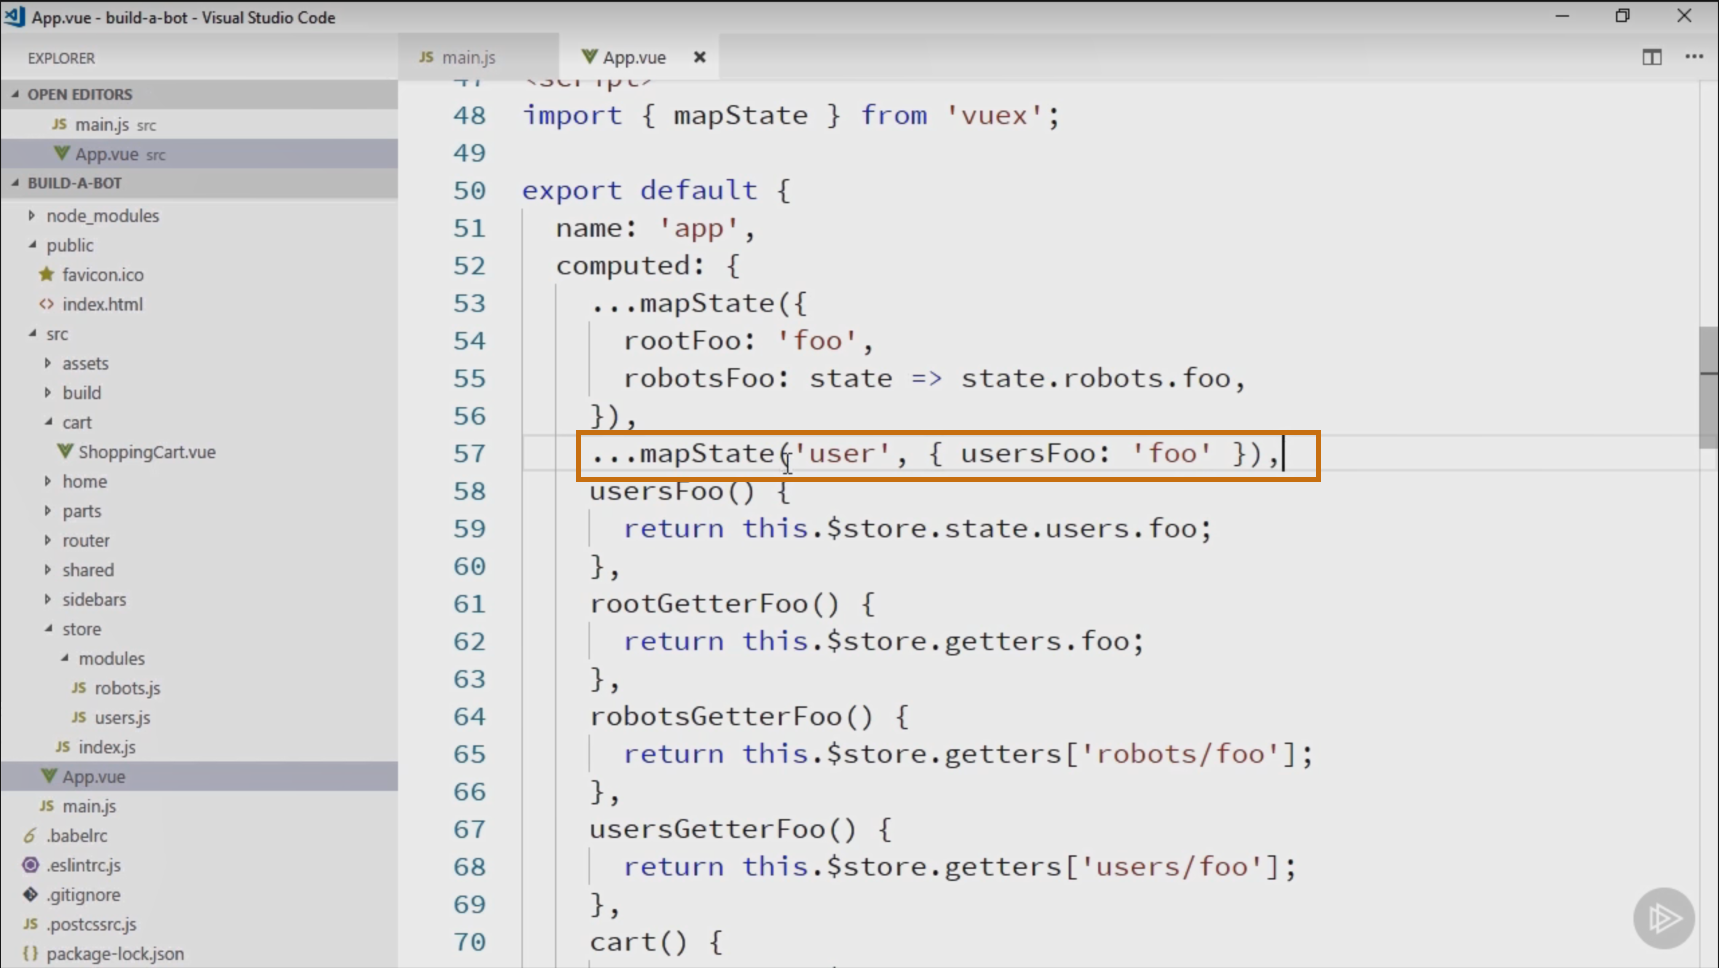 App.vue - build-a-bot - Visual Studio Code
EXPLORER
OPEN EDITORS
JS main.js src
App.vue src
BUILD-A-BOT
node_modules
public
favicon.ico
<> index.html
src
assets
build
cart
ShoppingCart.vue
home
parts
router
shared
sidebars
store
modules
JS robots.js
JS users.js
JS index.js
App.vue
JS main.js
6 .babelrc
.eslintrc.js
.gitignore
JS .postcssrc.js
{} package-lock.json
JS main.js
App.vue
47 <script>
48 import { mapState } from 'vuex';
49
50 export default {
51 name: 'app',
52 computed: {
53 ...mapState({
54 rootFoo: 'foo',
55 robotsFoo: state => state.robots.foo,
56 }),
57 ...mapState('user', { usersFoo: 'foo' }),
58 usersFoo() {
59 return this.$store.state.users.foo;
60 },
61 rootGetterFoo() {
62 return this.$store.getters.foo;
63 },
64 robotsGetterFoo() {
65 return this.$store.getters['robots/foo'];
66 },
67 usersGetterFoo() {
68 return this.$store.getters['users/foo'];
69 },
70 cart() {